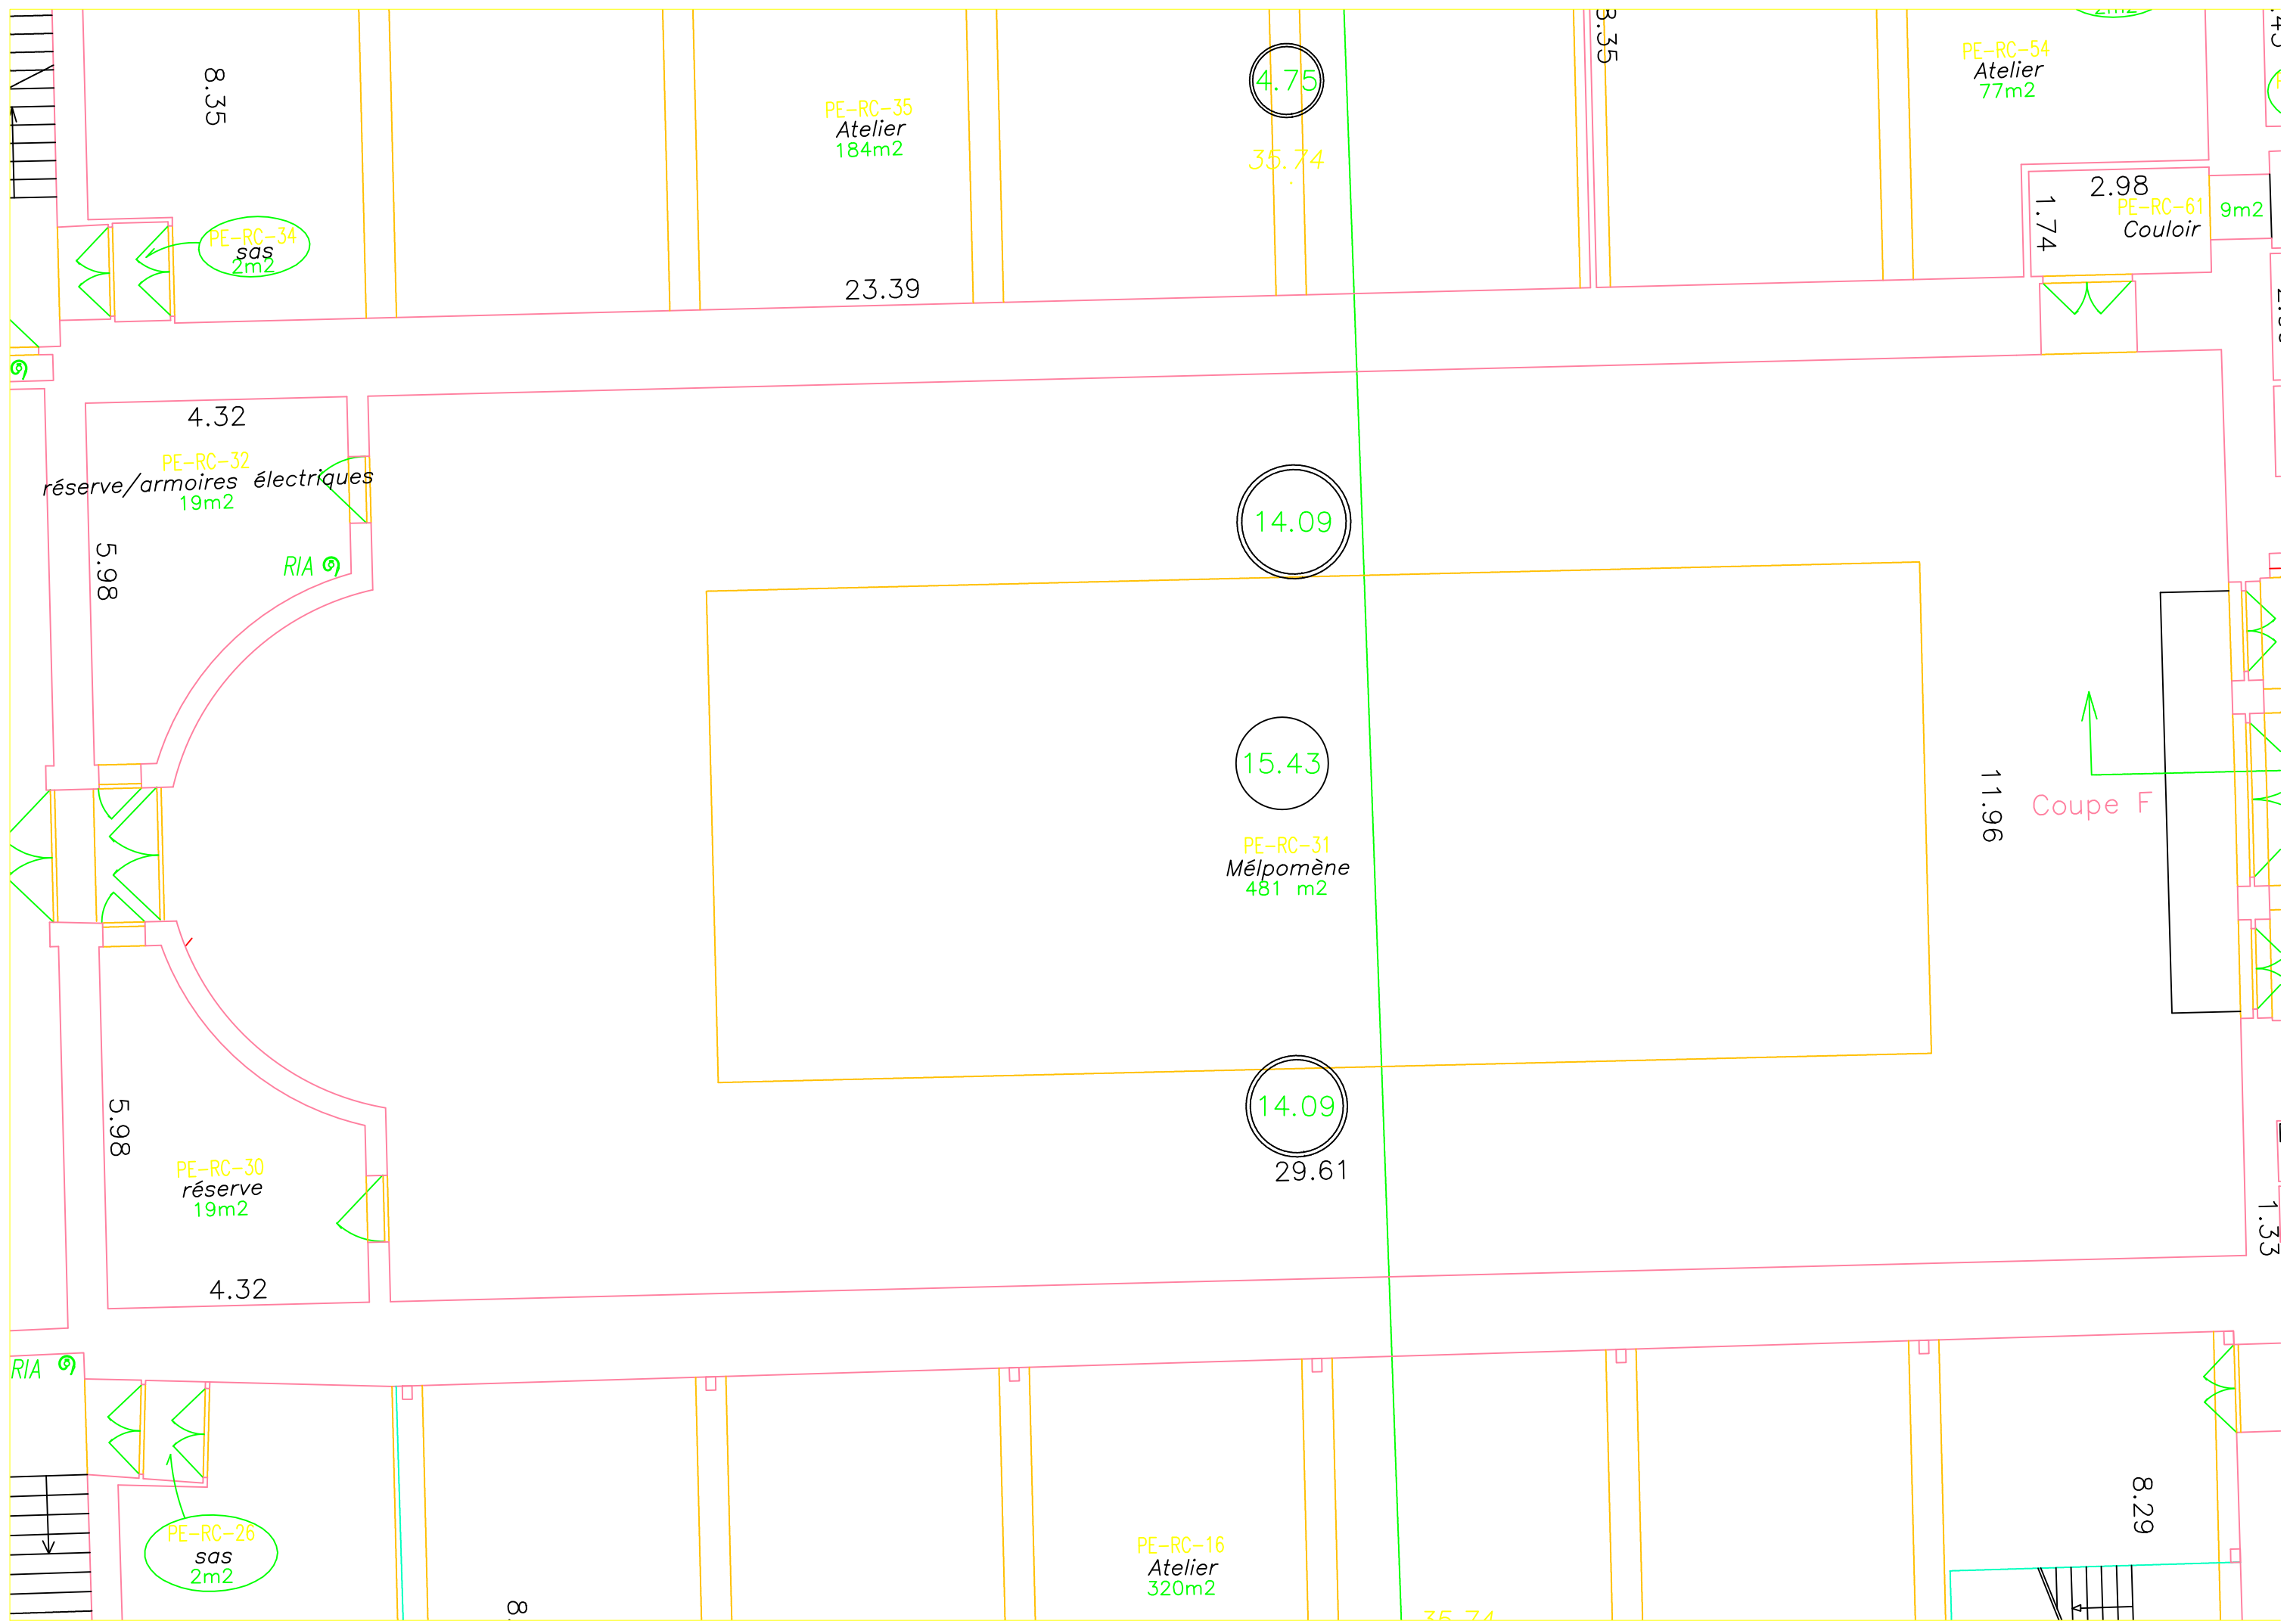 8.35
PE-RC-35
Atelier
184m2
4.75
35.74
PE-RC-54
Atelier
77m2
2.98
1.74
PE-RC-61
Couloir
9m2
PE-RC-34
sas
2m2
23.39
4.32
PE-RC-32
réserve/armoires électriques
19m2
5.98
RIA
14.09
15.43
PE-RC-31
Mélpomène
481 m2
11.96
Coupe F
14.09
29.61
5.98
PE-RC-30
réserve
19m2
4.32
1.33
RIA
8.29
PE-RC-26
sas
2m2
PE-RC-16
Atelier
320m2